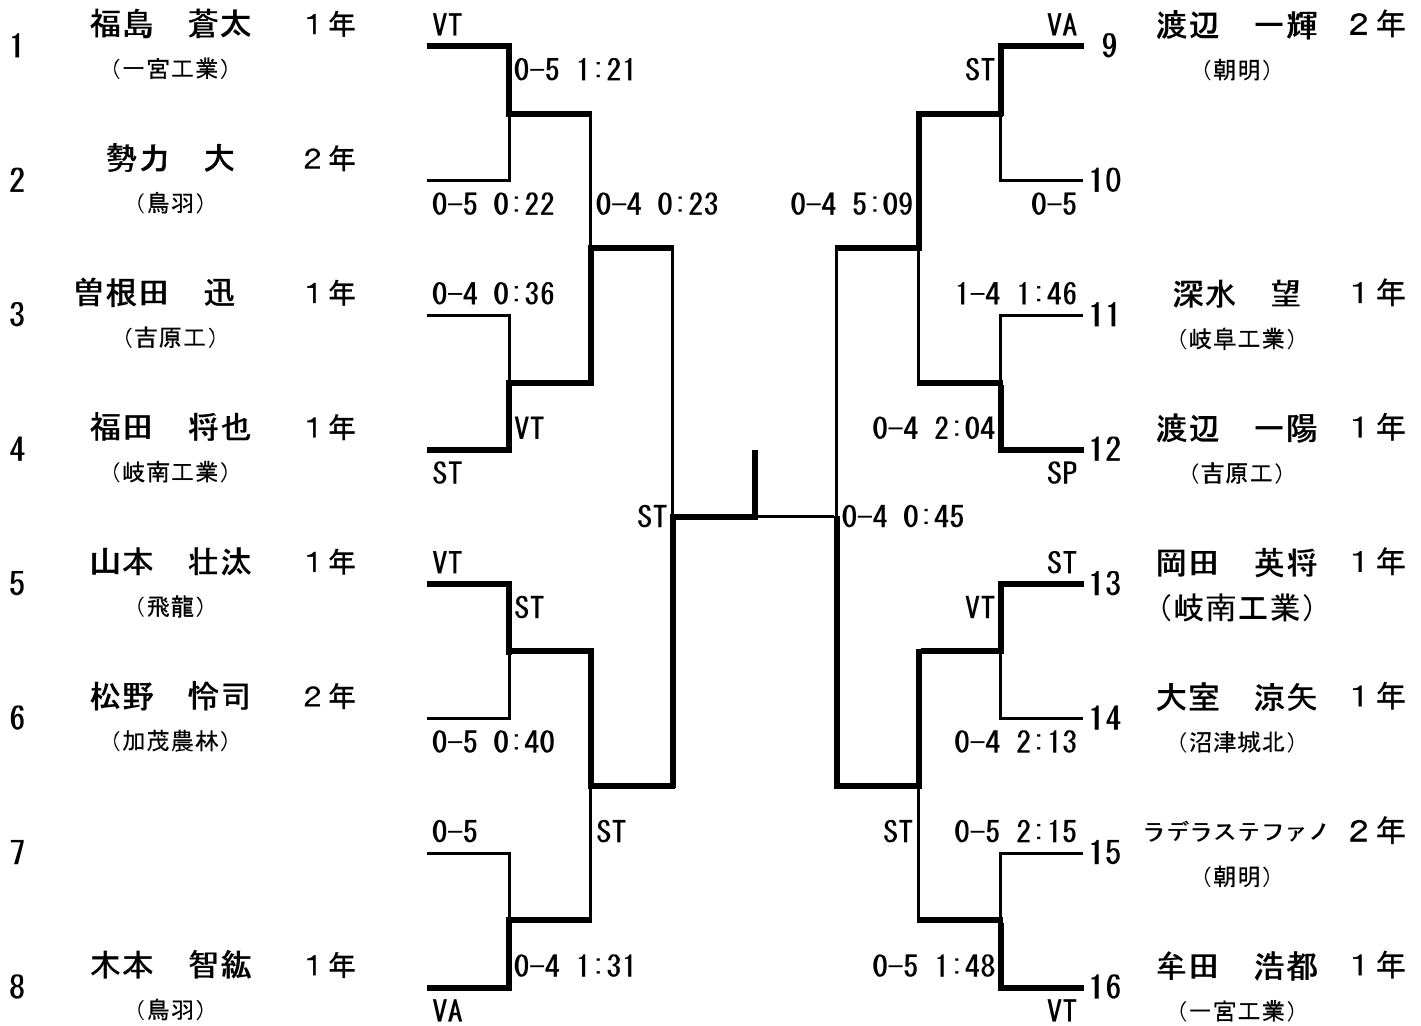 1 福島 蒼太 1年
(一宮工業)
VT
0-5 1:21
2 勢力 大 2年
(鳥羽)
0-5 0:22
0-4 0:23
3 曽根田 迅 1年
(吉原工)
0-4 0:36
4 福田 将也 1年
(岐南工業)
VT
ST
ST
5 山本 壮汰 1年
(飛龍)
VT
ST
6 松野 怜司 2年
(加茂農林)
0-5 0:40
7
0-5
ST
8 木本 智紘 1年
(鳥羽)
0-4 1:31
VA
VA
9 渡辺 一輝 2年
(朝明)
ST
10
0-5
0-4 5:09
1-4 1:46
11 深水 望 1年
(岐阜工業)
0-4 2:04
12 渡辺 一陽 1年
(吉原工)
SP
0-4 0:45
ST
13 岡田 英将 1年
(岐南工業)
VT
14 大室 涼矢 1年
(沼津城北)
0-4 2:13
ST
0-5 2:15
15 ラデラステファノ 2年
(朝明)
0-5 1:48
16 牟田 浩都 1年
(一宮工業)
VT